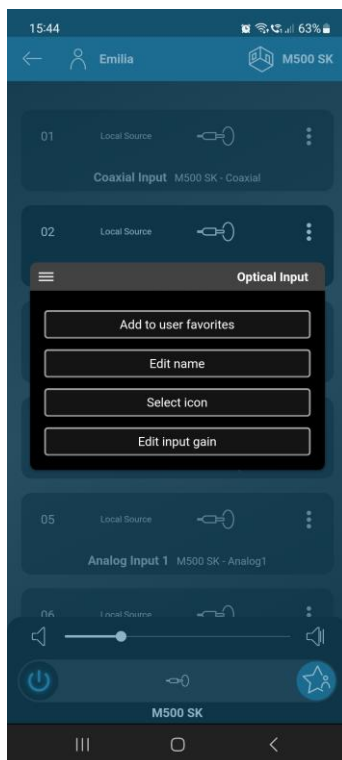 15:44 63%
Emilia M500 SK
01 Local Source
Coaxial Input M500 SK - Coaxial
02 Local Source
Optical Input
Add to user favorites
Edit name
Select icon
Edit input gain
05 Local Source
Analog Input 1 M500 SK - Analog1
06 Local Source
M500 SK